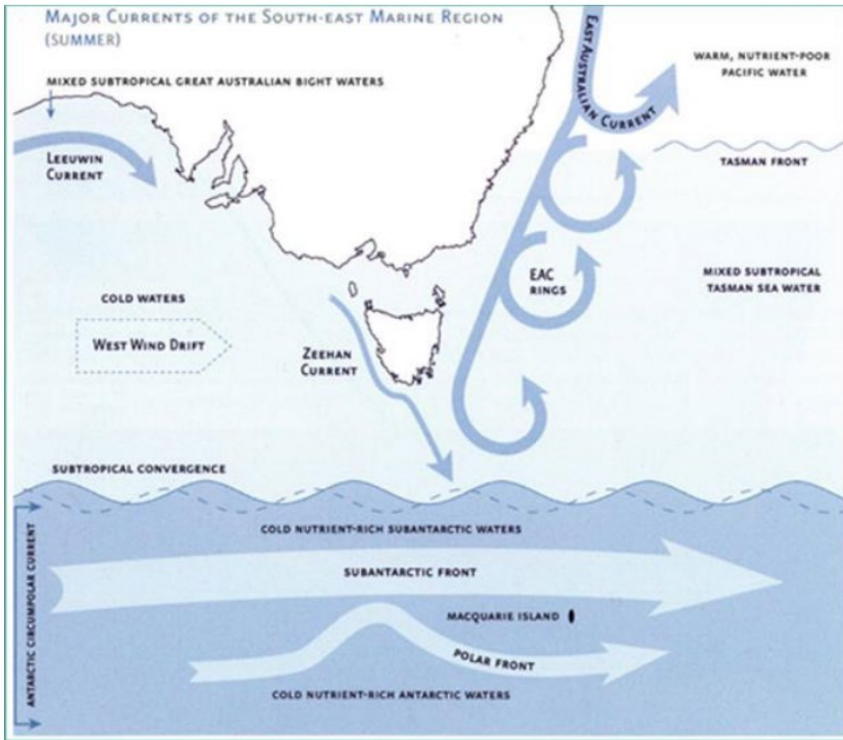 MAJOR CURRENTS OF THE SOUTH-EAST MARINE REGION
(SUMMER)
MIXED SUBTROPICAL GREAT AUSTRALIAN BIGHT WATERS
EAST AUSTRALIAN CURRENT
WARM, NUTRIENT-POOR
PACIFIC WATER
LEEUWIN
CURRENT
TASMAN FRONT
EAC
RINGS
MIXED SUBTROPICAL
TASMAN SEA WATER
COLD WATERS
WEST WIND DRIFT
ZEEHAN
CURRENT
SUBTROPICAL CONVERGENCE
ANTARCTIC CIRCUMPOLAR CURRENT
COLD NUTRIENT-RICH SUBANTARCTIC WATERS
SUBANTARCTIC FRONT
MACQUARIE ISLAND
POLAR FRONT
COLD NUTRIENT-RICH ANTARCTIC WATERS